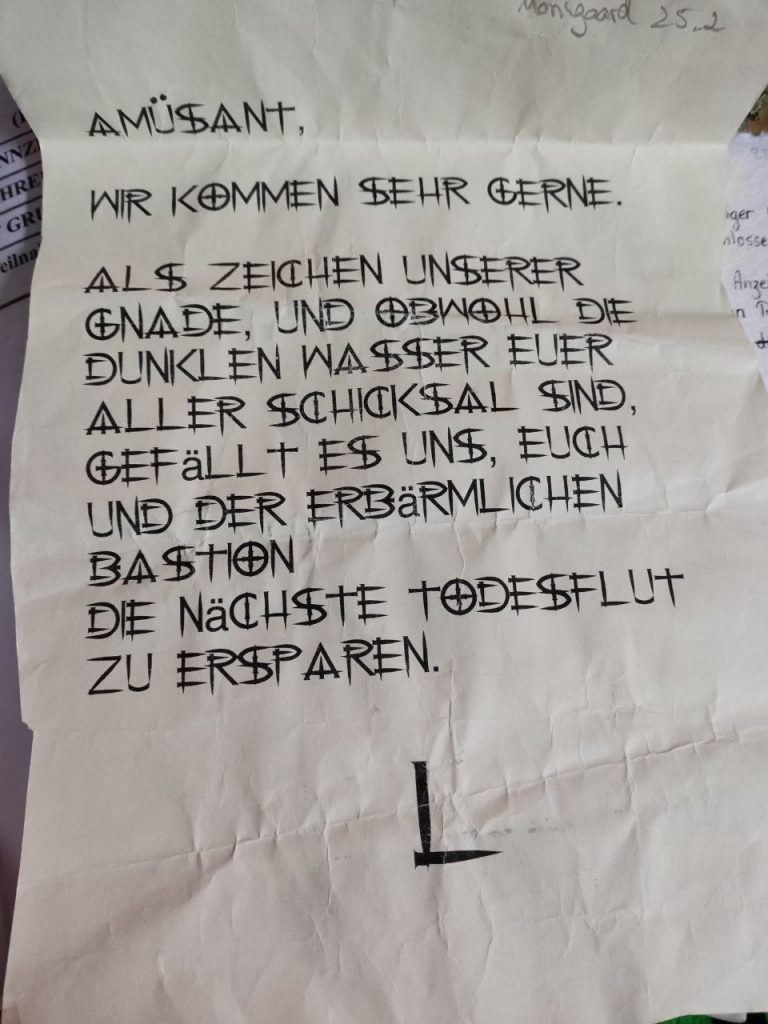 Monsgaard 25.2
AMÜSANT,
WIR KOMMEN SEHR GERNE.
ALS ZEICHEN UNSERER
GNADE, UND OBWOHL DIE
DUNKLEN WASSER EUER
ALLER SCHICKSAL SIND,
GEFäLLT ES UNS, EUCH
UND DER ERBäRMLICHEN
BASTION
DIE NäCHSTE TODESFLUT
ZU ERSPAREN.
L